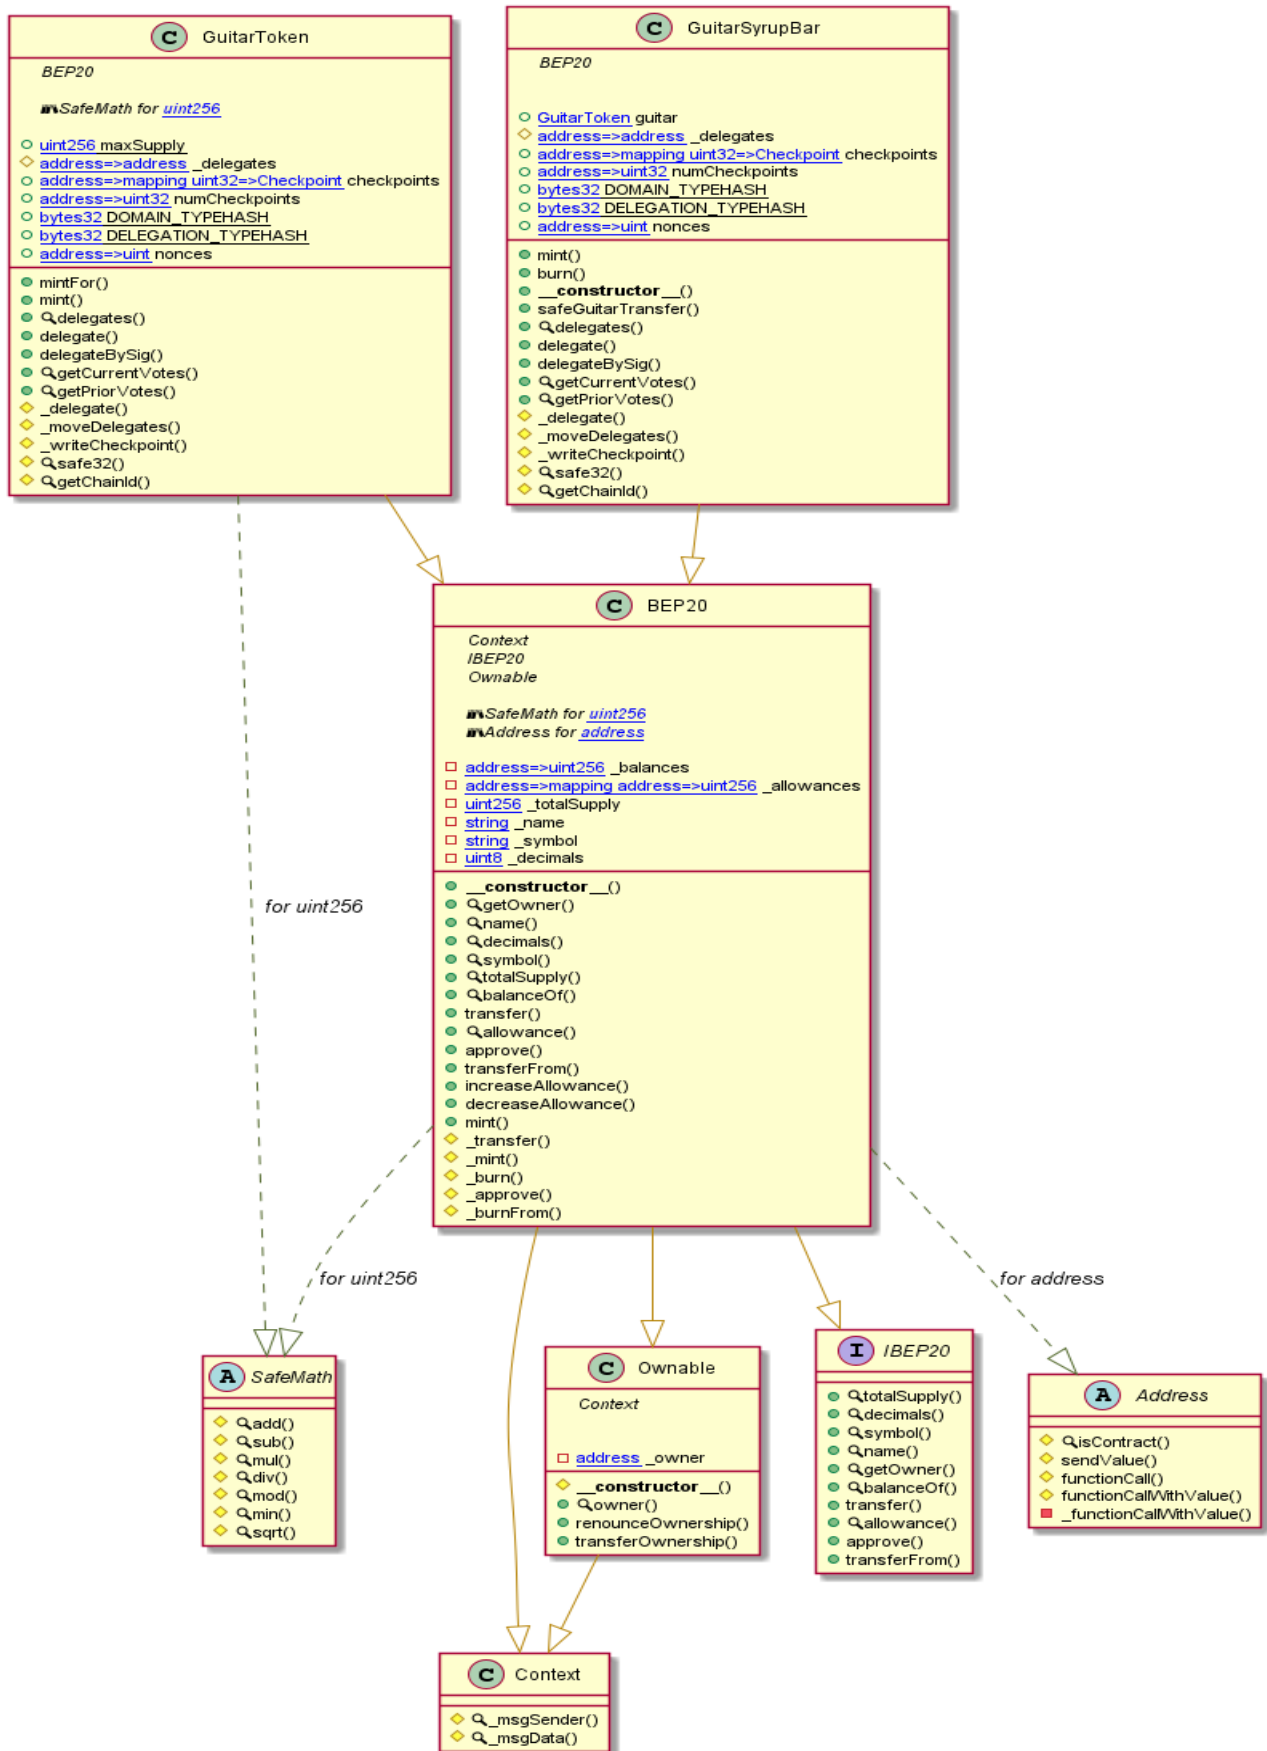 C GuitarToken
BEP20
SafeMath for uint256
uint256 maxSupply
address=>address _delegates
address=>mapping uint32=>Checkpoint checkpoints
address=>uint32 numCheckpoints
bytes32 DOMAIN_TYPEHASH
bytes32 DELEGATION_TYPEHASH
address=>uint nonces
mintFor()
mint()
delegates()
delegate()
delegateBySig()
getCurrentVotes()
getPriorVotes()
_delegate()
_moveDelegates()
_writeCheckpoint()
safe32()
getChainId()
C GuitarSyrupBar
BEP20
GuitarToken guitar
address=>address _delegates
address=>mapping uint32=>Checkpoint checkpoints
address=>uint32 numCheckpoints
bytes32 DOMAIN_TYPEHASH
bytes32 DELEGATION_TYPEHASH
address=>uint nonces
mint()
burn()
__constructor__()
safeGuitarTransfer()
delegates()
delegate()
delegateBySig()
getCurrentVotes()
getPriorVotes()
_delegate()
_moveDelegates()
_writeCheckpoint()
safe32()
getChainId()
C BEP20
Context
IBEP20
Ownable
SafeMath for uint256
Address for address
address=>uint256 _balances
address=>mapping address=>uint256 _allowances
uint256 _totalSupply
string _name
string _symbol
uint8 _decimals
__constructor__()
getOwner()
name()
decimals()
symbol()
totalSupply()
balanceOf()
transfer()
allowance()
approve()
transferFrom()
increaseAllowance()
decreaseAllowance()
mint()
_transfer()
_mint()
_burn()
_approve()
_burnFrom()
for uint256
for uint256
for address
A SafeMath
add()
sub()
mul()
div()
mod()
min()
sqrt()
C Ownable
Context
address _owner
__constructor__()
owner()
renounceOwnership()
transferOwnership()
I IBEP20
totalSupply()
decimals()
symbol()
name()
getOwner()
balanceOf()
transfer()
allowance()
approve()
transferFrom()
A Address
isContract()
sendValue()
functionCall()
functionCallWithValue()
_functionCallWithValue()
C Context
_msgSender()
_msgData()